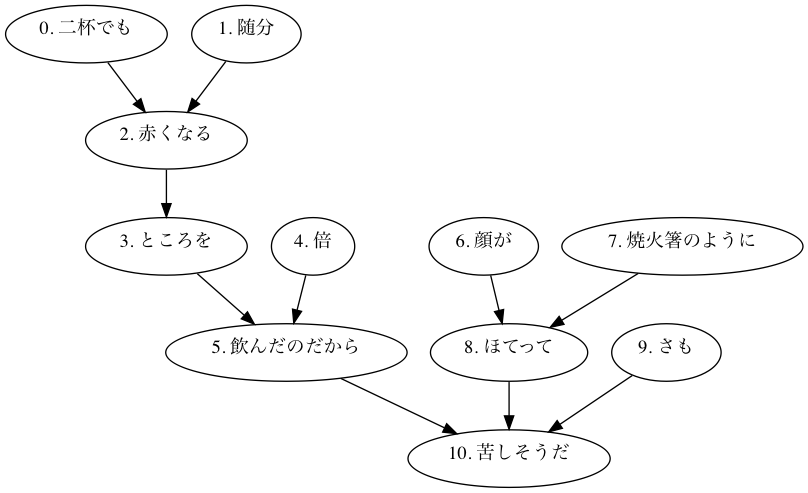 0. 二杯でも
1. 随分
2. 赤くなる
3. ところを
4. 倍
6. 顔が
7. 焼火箸のように
5. 飲んだのだから
8. ほてって
9. さも
10. 苦しそうだ